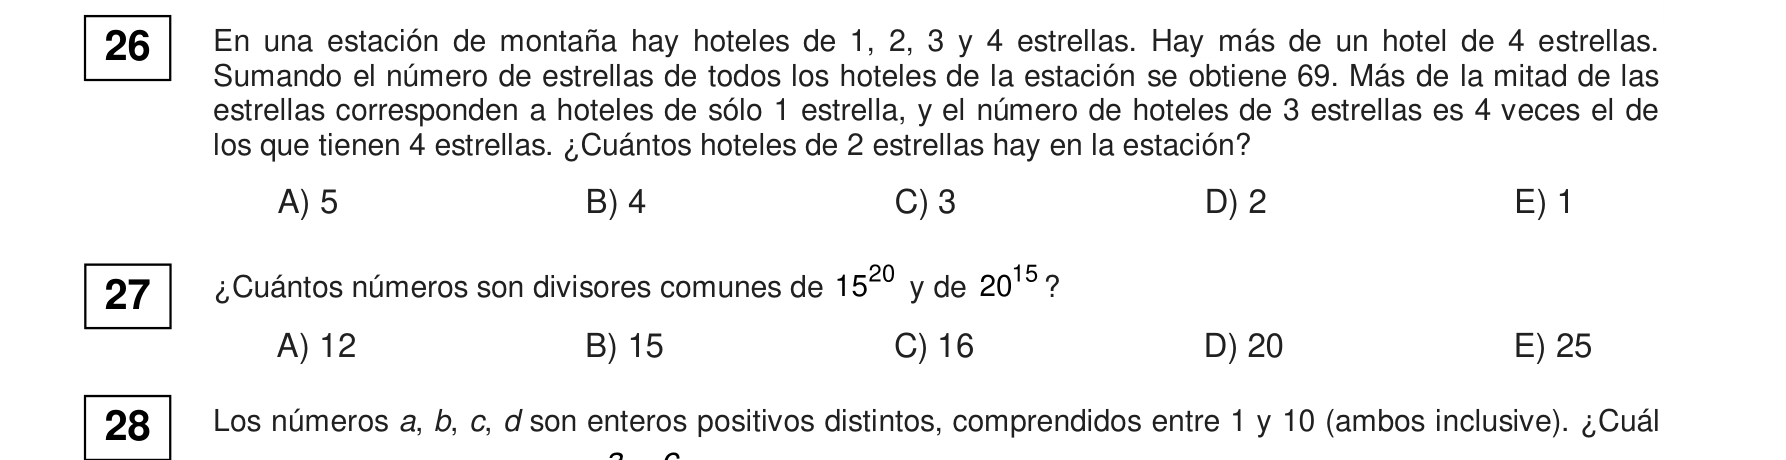 26 En una estación de montaña hay hoteles de 1, 2, 3 y 4 estrellas. Hay más de un hotel de 4 estrellas.
Sumando el número de estrellas de todos los hoteles de la estación se obtiene 69. Más de la mitad de las
estrellas corresponden a hoteles de sólo 1 estrella, y el número de hoteles de 3 estrellas es 4 veces el de
los que tienen 4 estrellas. ¿Cuántos hoteles de 2 estrellas hay en la estación?
A) 5 B) 4 C) 3 D) 2 E) 1
27 ¿Cuántos números son divisores comunes de 15^20 y de 20^15 ?
A) 12 B) 15 C) 16 D) 20 E) 25
28 Los números a, b, c, d son enteros positivos distintos, comprendidos entre 1 y 10 (ambos inclusive). ¿Cuál